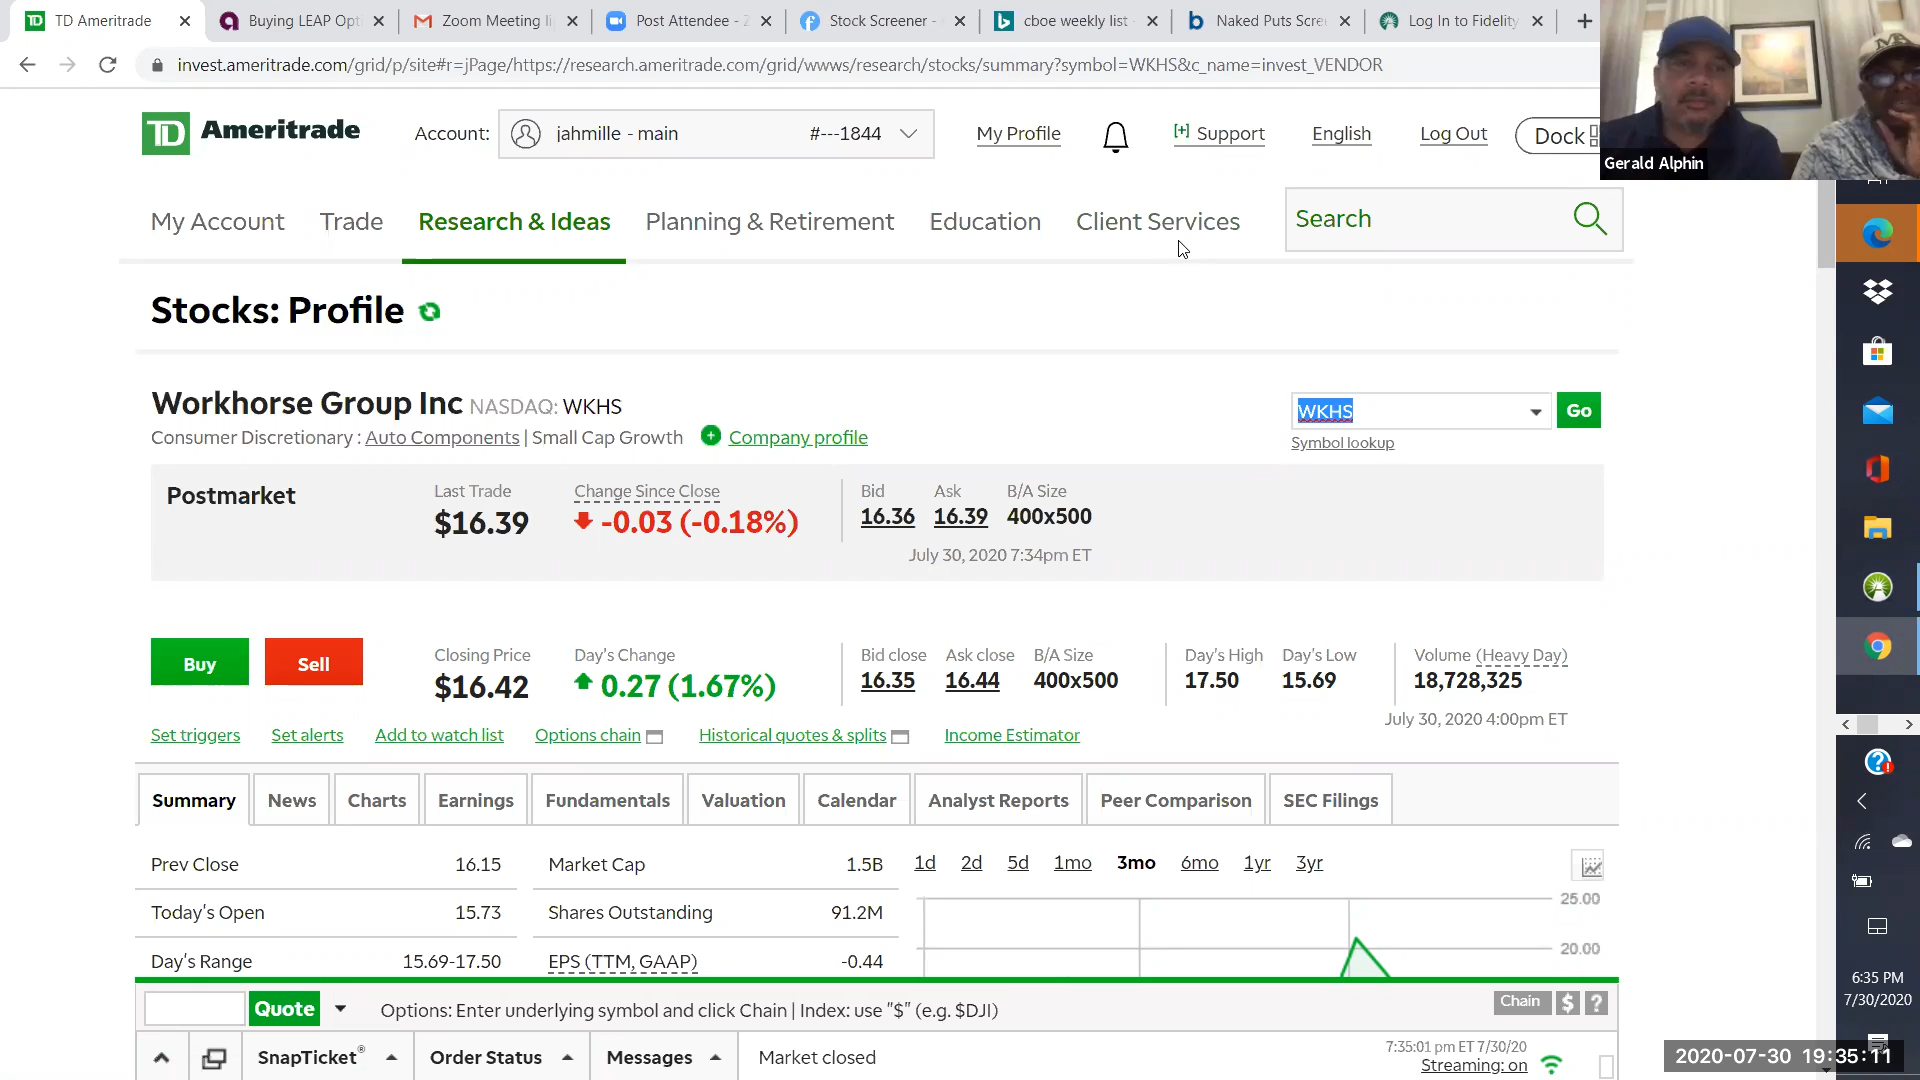 TD Ameritrade
Buying LEAP Opt
Zoom Meeting li
Post Attendee - Z
Stock Screener -
cboe weekly list
Naked Puts Scre
Log In to Fidelity
invest.ameritrade.com/grid/p/site#r=jPage/https://research.ameritrade.com/grid/wwws/research/stocks/summary?symbol=WKHS&c_name=invest_VENDOR
TD Ameritrade
Account: jahmille - main #---1844
My Profile
[+] Support
English
Log Out
Dock
Gerald Alphin
My Account Trade Research & Ideas Planning & Retirement Education Client Services
Search
Stocks: Profile
Workhorse Group Inc NASDAQ: WKHS
WKHS
Go
Consumer Discretionary : Auto Components | Small Cap Growth + Company profile
Symbol lookup
Postmarket
Last Trade Change Since Close Bid Ask B/A Size
$16.39 -0.03 (-0.18%) 16.36 16.39 400x500
July 30, 2020 7:34pm ET
Buy Sell
Closing Price Day's Change Bid close Ask close B/A Size Day's High Day's Low Volume (Heavy Day)
$16.42 0.27 (1.67%) 16.35 16.44 400x500 17.50 15.69 18,728,325
July 30, 2020 4:00pm ET
Set triggers Set alerts Add to watch list Options chain Historical quotes & splits Income Estimator
Summary News Charts Earnings Fundamentals Valuation Calendar Analyst Reports Peer Comparison SEC Filings
Prev Close 16.15 Market Cap 1.5B
1d 2d 5d 1mo 3mo 6mo 1yr 3yr
25.00
Today's Open 15.73 Shares Outstanding 91.2M
20.00
Day's Range 15.69-17.50 EPS (TTM, GAAP) -0.44
Quote Options: Enter underlying symbol and click Chain | Index: use "$" (e.g. $DJI) Chain $ ?
SnapTicket® Order Status Messages Market closed
7:35:01 pm ET 7/30/20
Streaming: on
6:35 PM
7/30/2020
2020-07-30 19:35:11